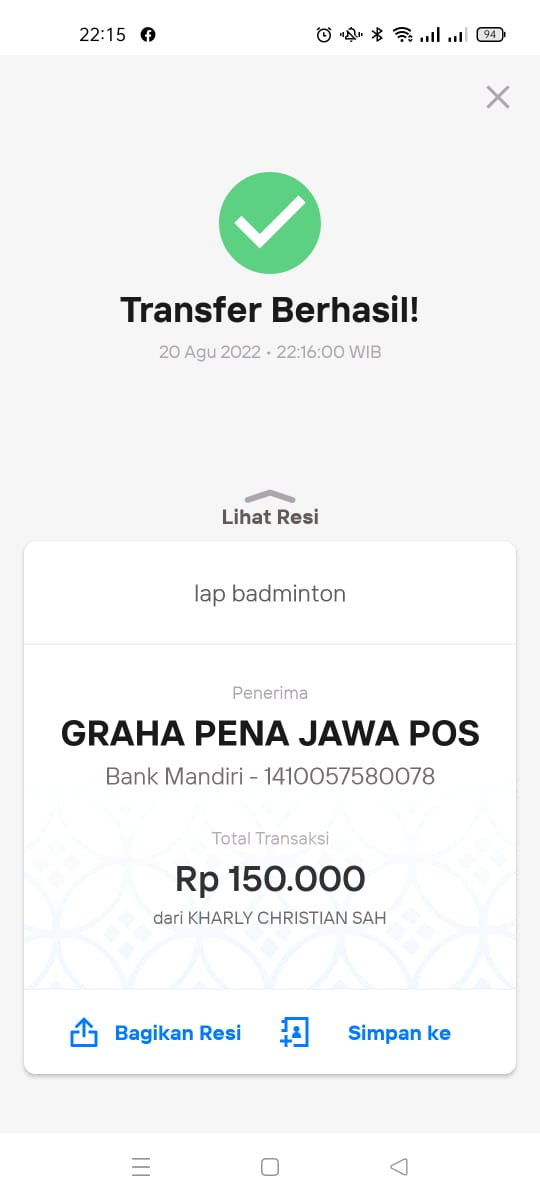 22:15
94
Transfer Berhasil!
20 Agu 2022 • 22:16:00 WIB
Lihat Resi
lap badminton
Penerima
GRAHA PENA JAWA POS
Bank Mandiri - 1410057580078
Total Transaksi
Rp 150.000
dari KHARLY CHRISTIAN SAH
Bagikan Resi
Simpan ke